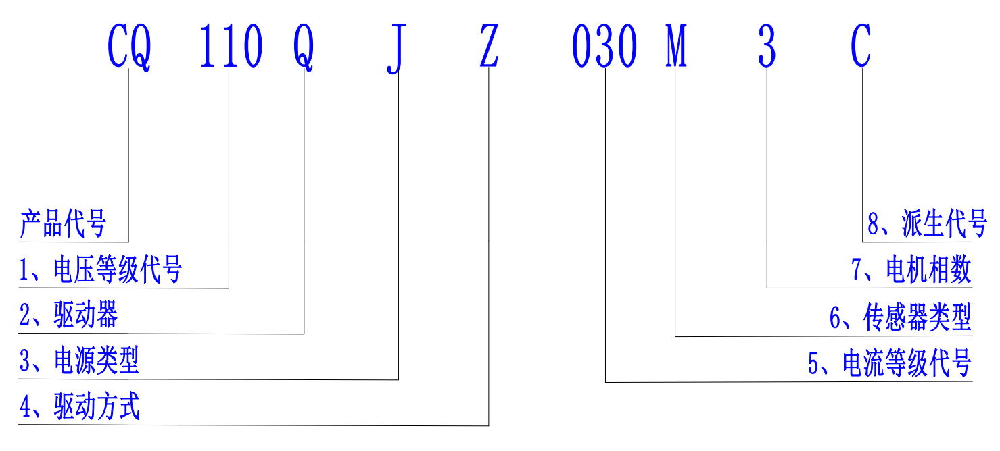 CQ 110 Q J Z 030 M 3 C
产品代号
1、电压等级代号
2、驱动器
3、电源类型
4、驱动方式
8、派生代号
7、电机相数
6、传感器类型
5、电流等级代号